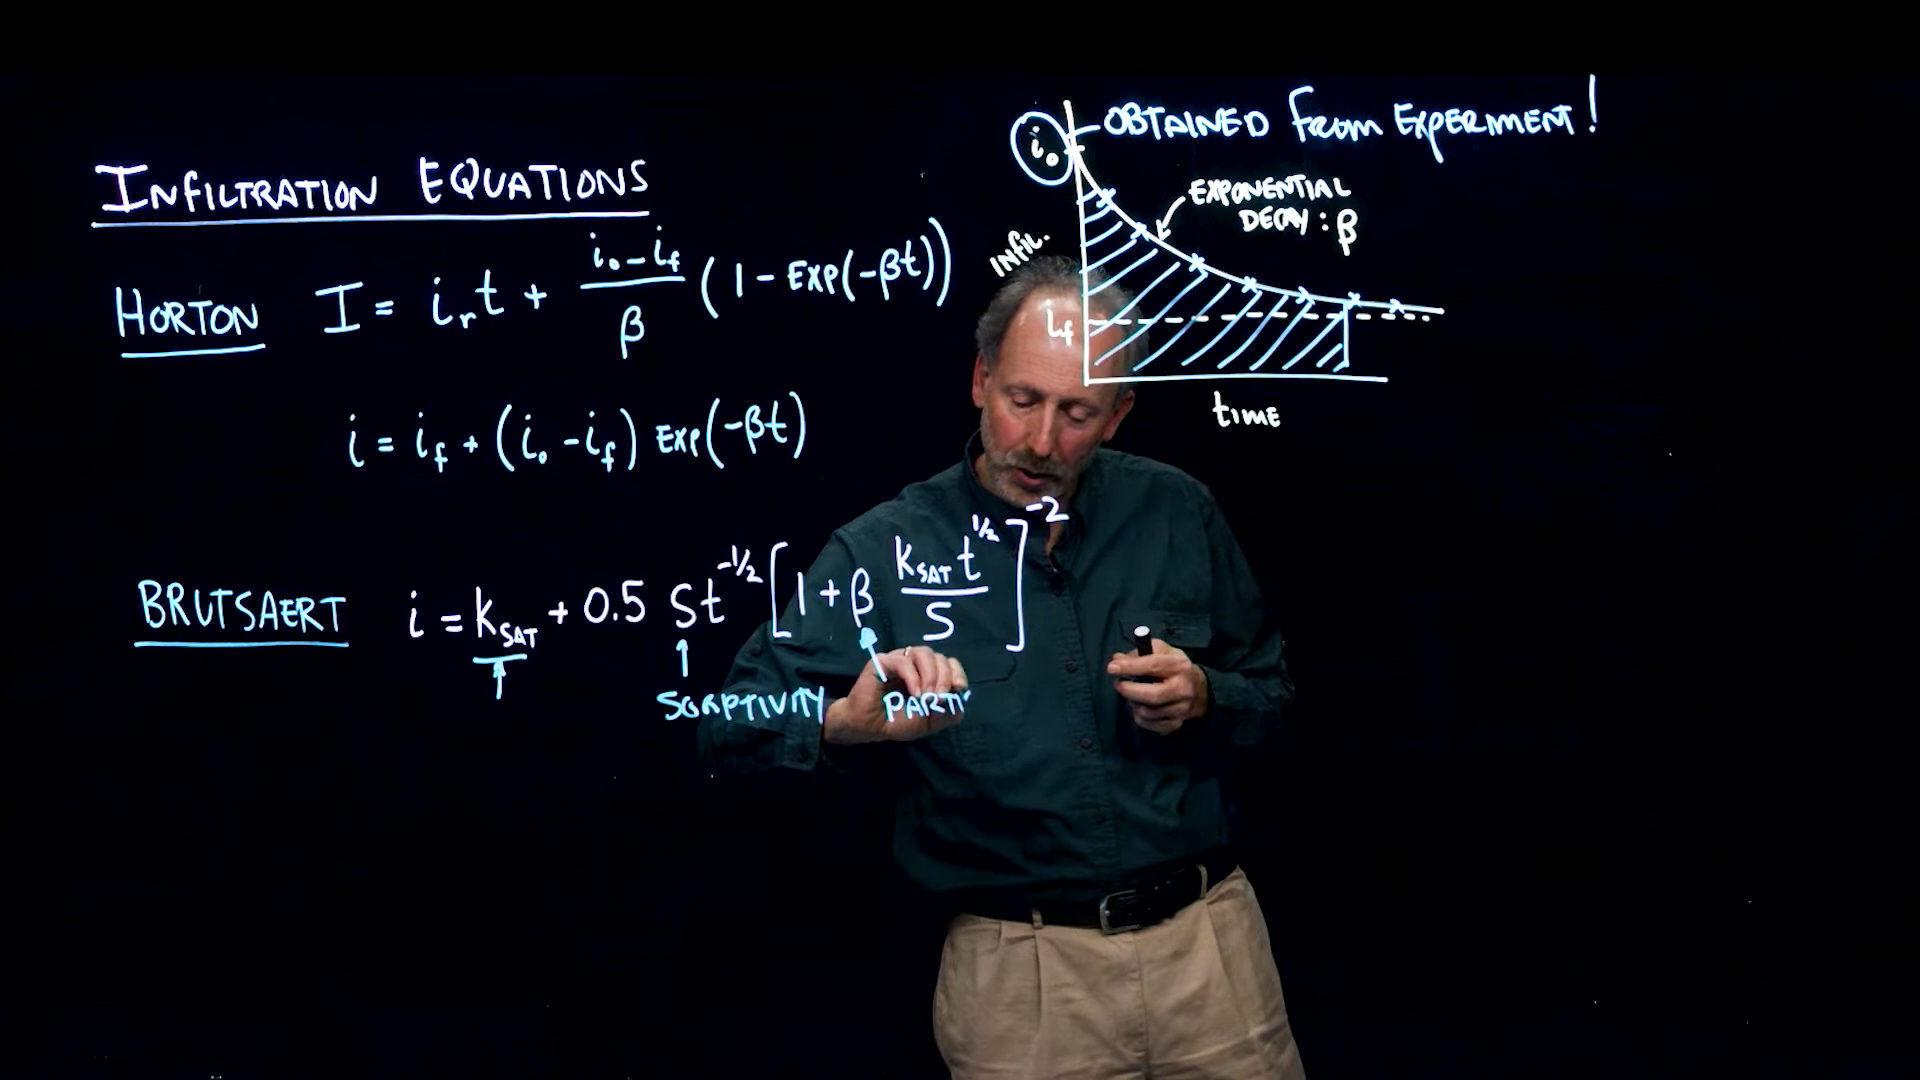 INFILTRATION EQUATIONS
HORTON I = i_r t + (i_o - i_f)/β (1 - EXP(-βt))
i = i_f + (i_o - i_f) EXP(-βt)
BRUTSAERT i = k_SAT + 0.5 S t^-1/2 [1 + β (k_SAT t^1/2)/S]^-2
SORPTIVITY PARTI
i_o OBTAINED FROM EXPERIMENT!
EXPONENTIAL
DECAY: β
INFIL.
i_f
TIME